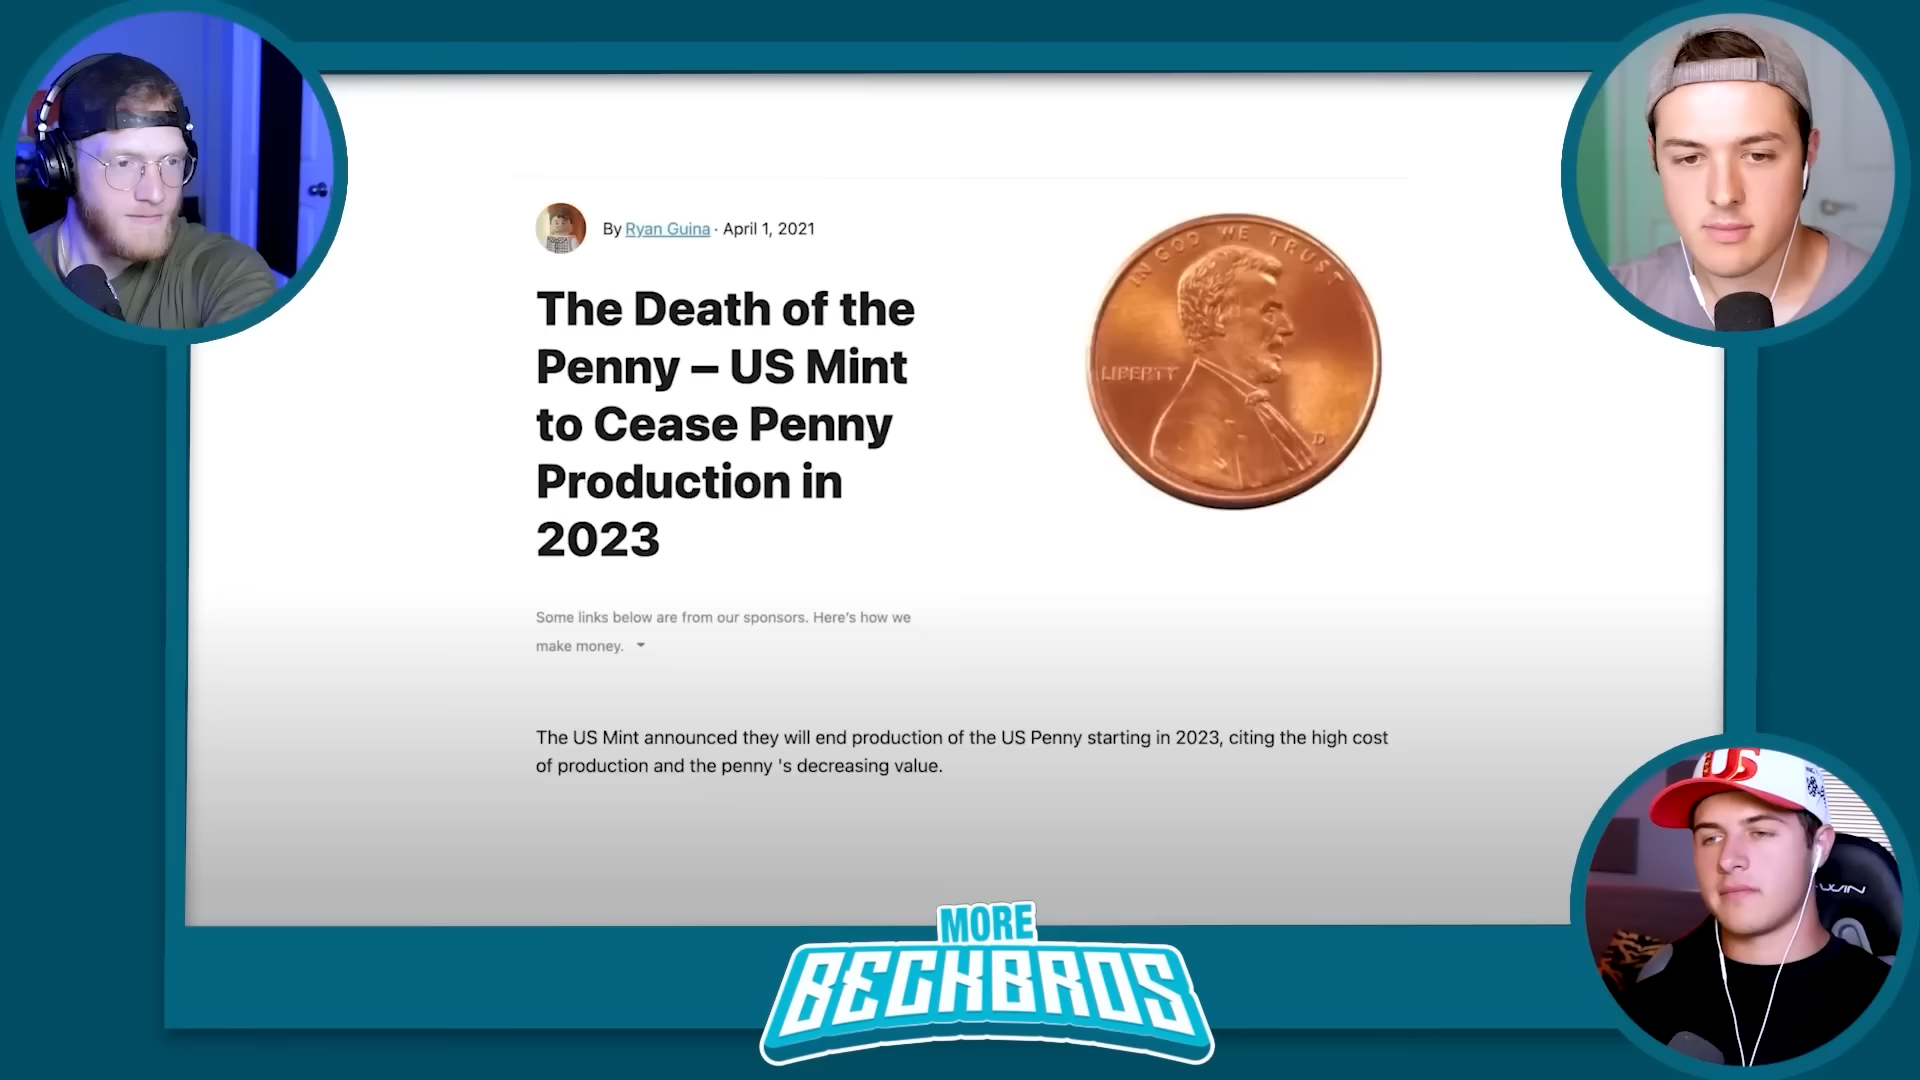 By Ryan Guina · April 1, 2021
IN GOD WE TRUST
LIBERTY
D
The Death of the
Penny – US Mint
to Cease Penny
Production in
2023
Some links below are from our sponsors. Here's how we
make money.
The US Mint announced they will end production of the US Penny starting in 2023, citing the high cost
of production and the penny 's decreasing value.
US
MORE
BECKBROS